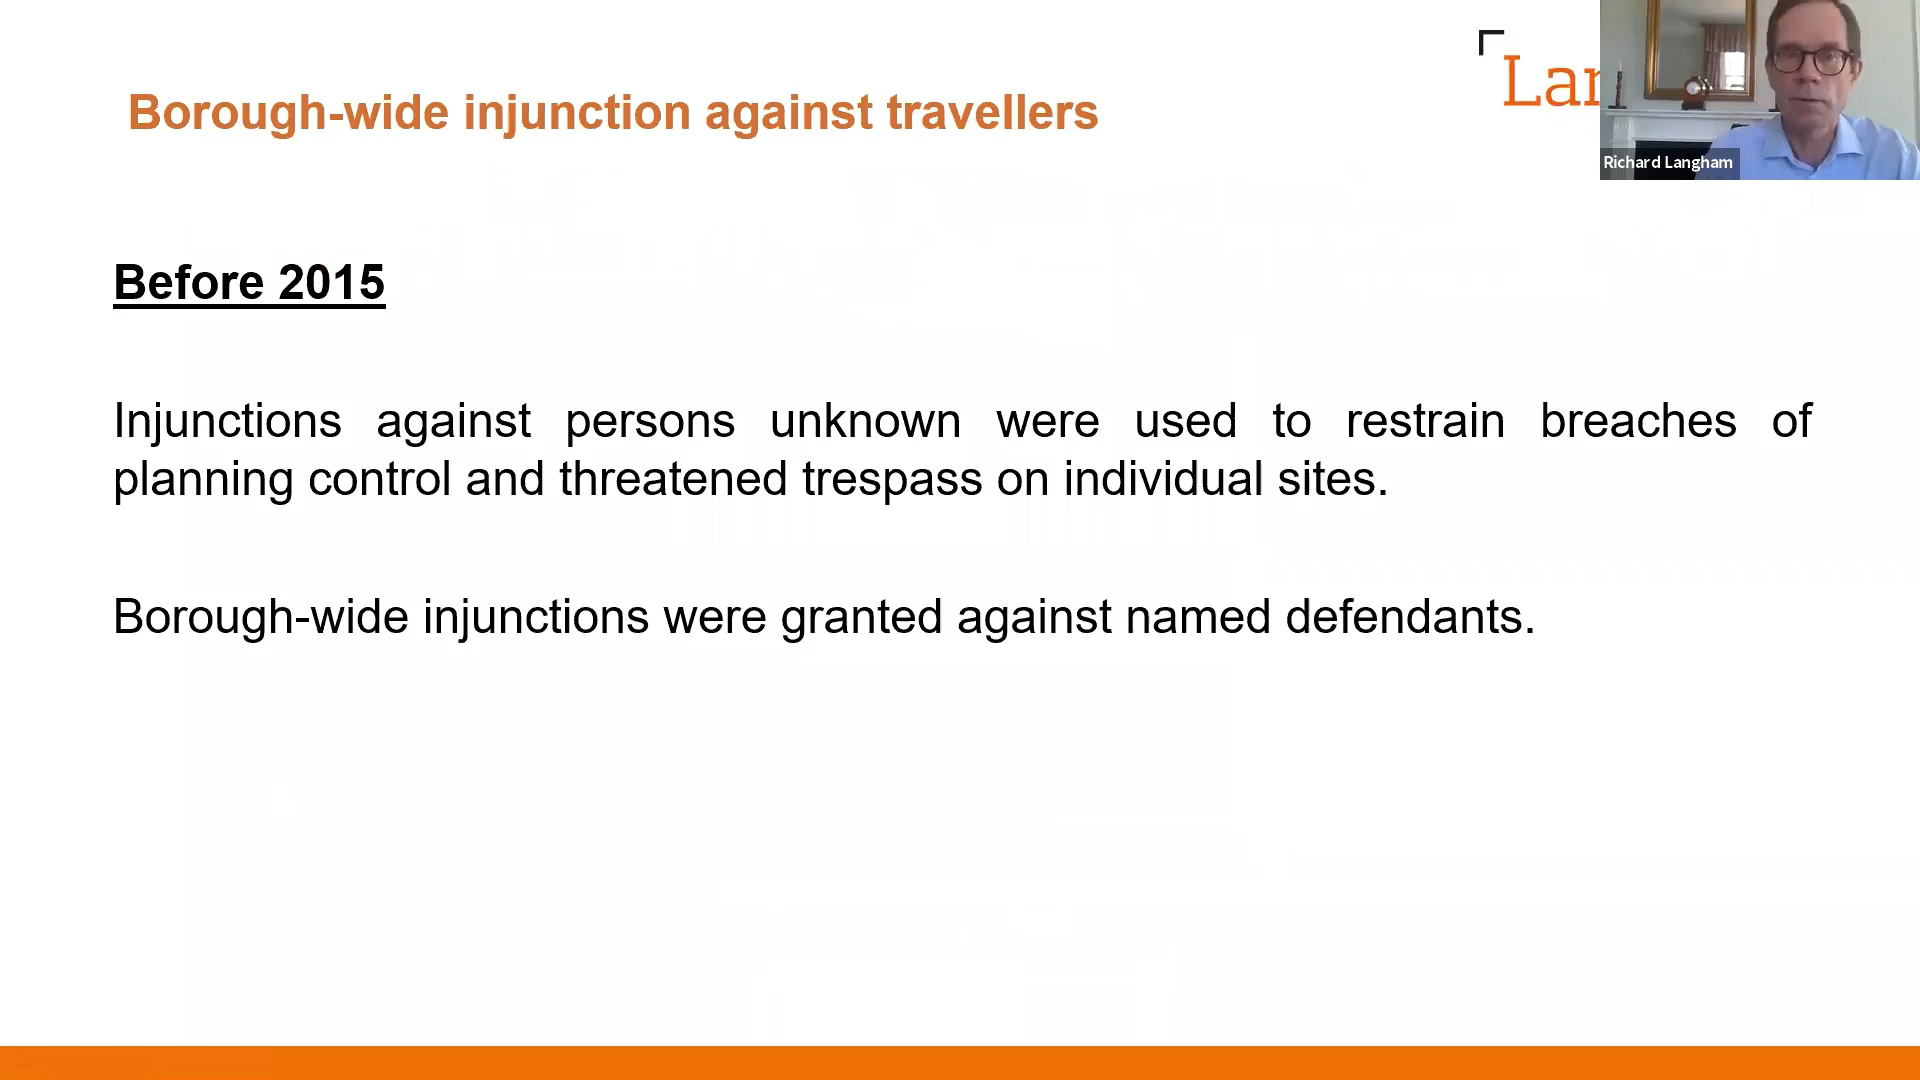 Borough-wide injunction against travellers
Lan
Richard Langham
Before 2015
Injunctions against persons unknown were used to restrain breaches of
planning control and threatened trespass on individual sites.
Borough-wide injunctions were granted against named defendants.